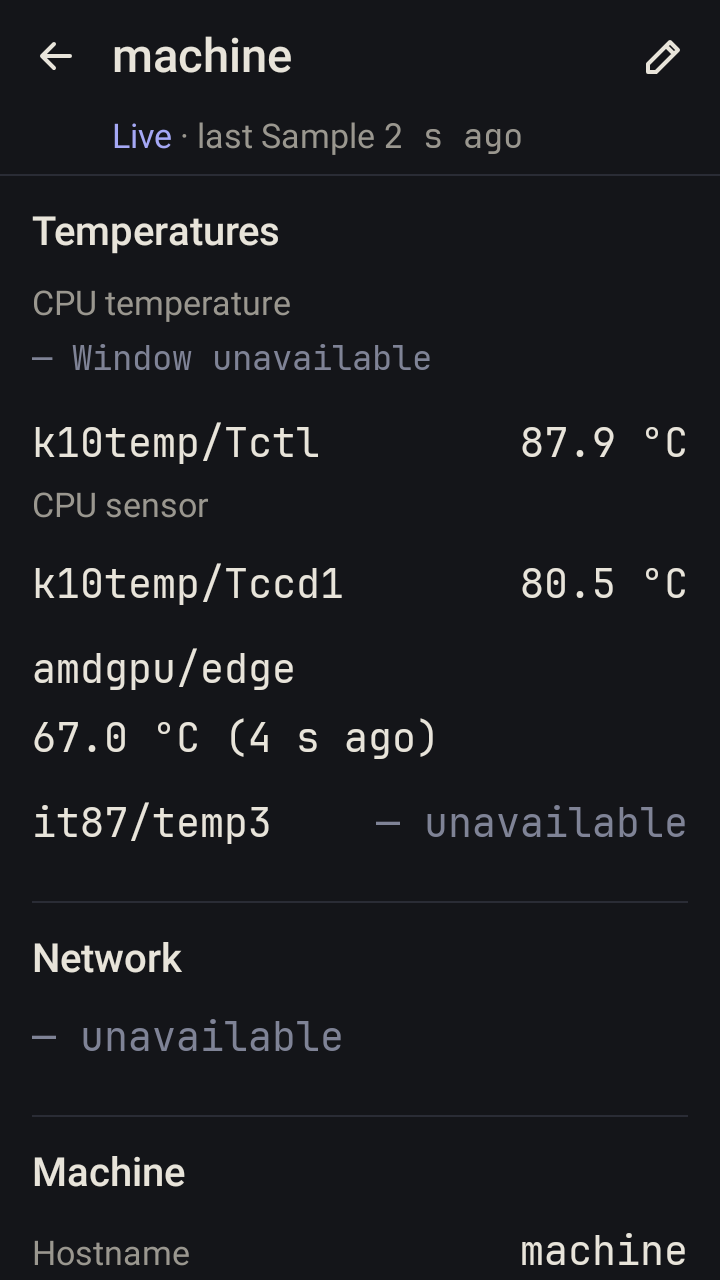 machine
Live · last Sample 2 s ago
Temperatures
CPU temperature
— Window unavailable
k10temp/Tctl 87.9 °C
CPU sensor
k10temp/Tccd1 80.5 °C
amdgpu/edge
67.0 °C (4 s ago)
it87/temp3 — unavailable
Network
— unavailable
Machine
Hostname machine